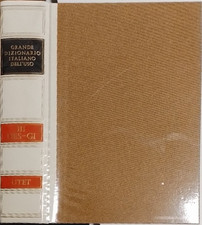 GRANDE
DIZIONARIO
ITALIANO
DELL'USO
III
UTET